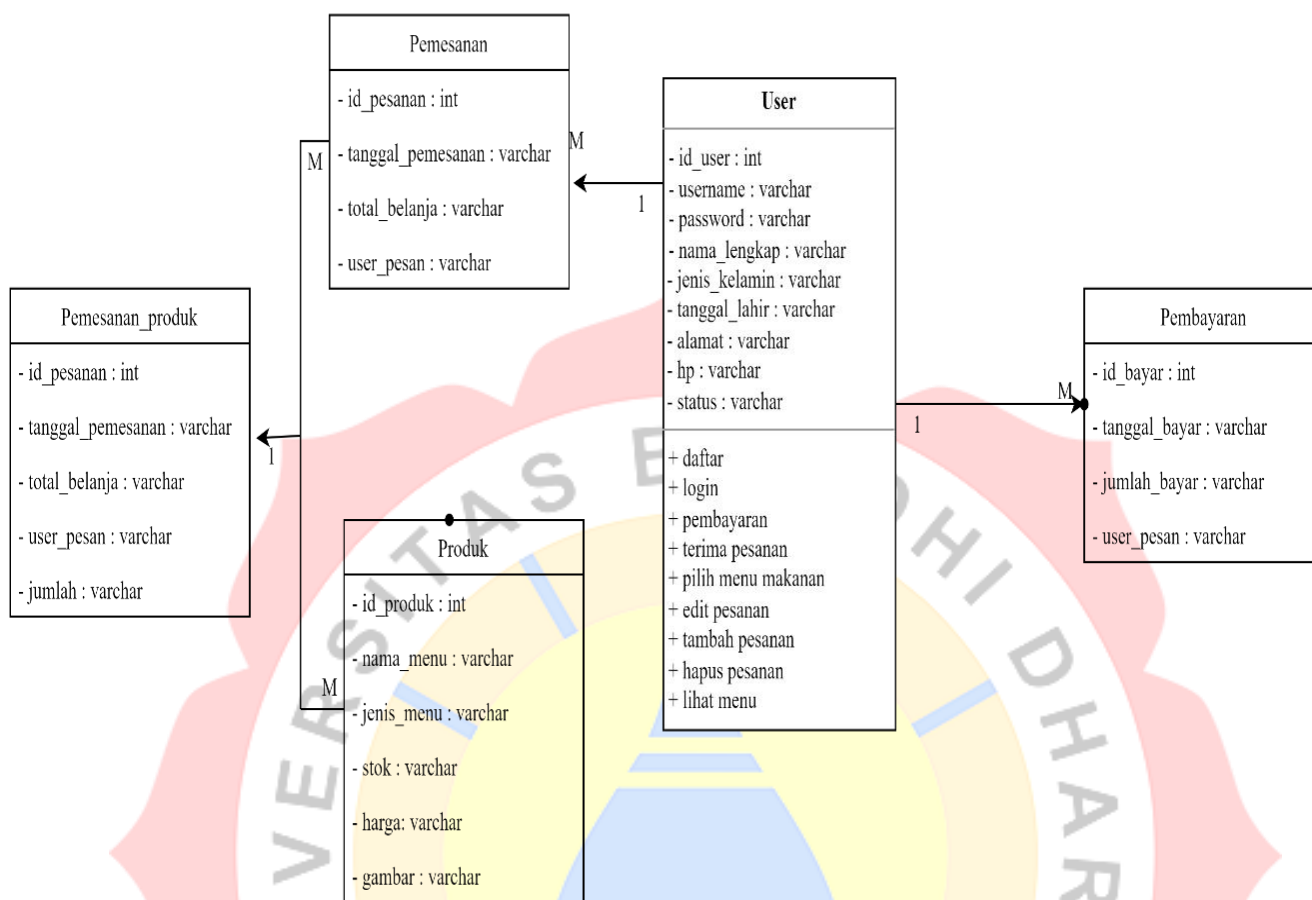 Pemesanan
- id_pesanan : int
- tanggal_pemesanan : varchar
- total_belanja : varchar
- user_pesan : varchar
M
M
1
User
- id_user : int
- username : varchar
- password : varchar
- nama_lengkap : varchar
- jenis_kelamin : varchar
- tanggal_lahir : varchar
- alamat : varchar
- hp : varchar
- status : varchar
+ daftar
+ login
+ pembayaran
+ terima pesanan
+ pilih menu makanan
+ edit pesanan
+ tambah pesanan
+ hapus pesanan
+ lihat menu
1
M
Pembayaran
- id_bayar : int
- tanggal_bayar : varchar
- jumlah_bayar : varchar
- user_pesan : varchar
Pemesanan_produk
- id_pesanan : int
- tanggal_pemesanan : varchar
- total_belanja : varchar
- user_pesan : varchar
- jumlah : varchar
1
M
Produk
- id_produk : int
- nama_menu : varchar
- jenis_menu : varchar
- stok : varchar
- harga: varchar
- gambar : varchar